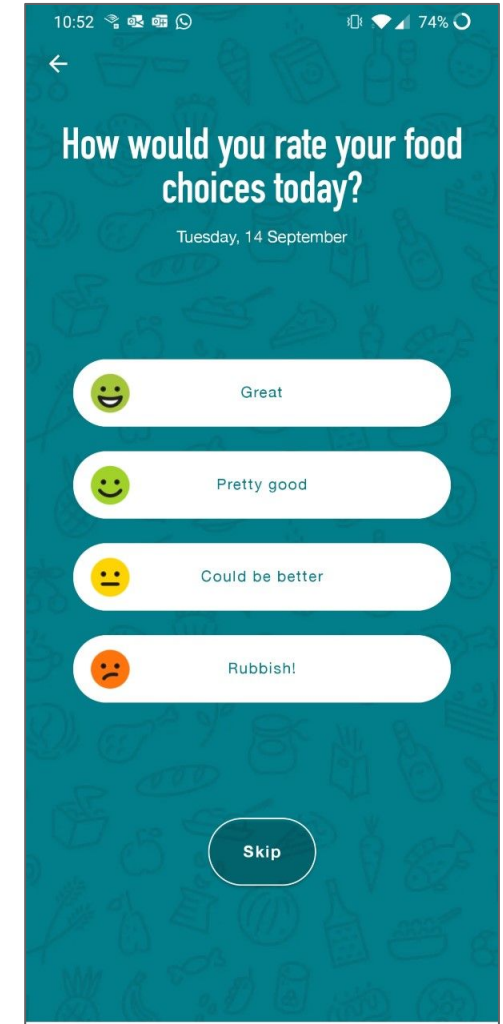 10:52 74%
How would you rate your food
choices today?
Tuesday, 14 September
Great
Pretty good
Could be better
Rubbish!
Skip